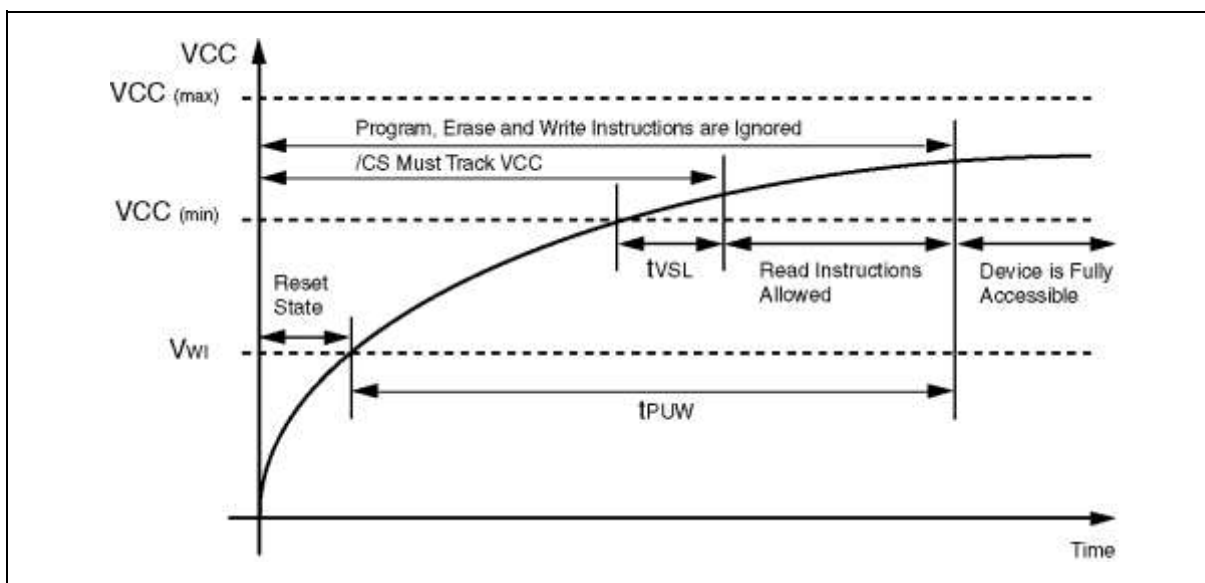 VCC
VCC (max)
Program, Erase and Write Instructions are Ignored
/CS Must Track VCC
VCC (min)
tVSL
Read Instructions
Allowed
Device is Fully
Accessible
Reset
State
VWI
tPUW
Time